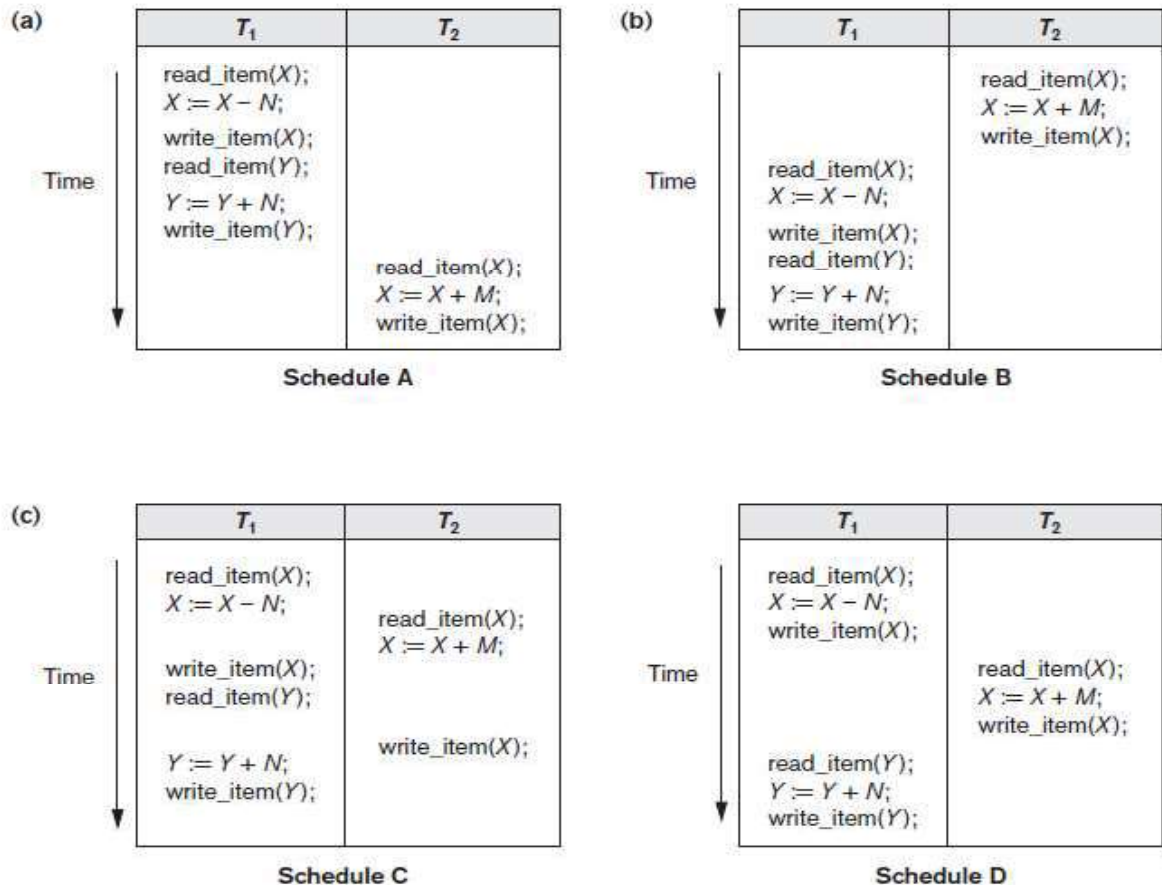 (a)
T₁ T₂
read_item(X);
X := X – N;
write_item(X);
read_item(Y);
Time
Y := Y + N;
write_item(Y);
read_item(X);
X := X + M;
write_item(X);
Schedule A
(b)
T₁ T₂
read_item(X);
X := X + M;
write_item(X);
Time
read_item(X);
X := X – N;
write_item(X);
read_item(Y);
Y := Y + N;
write_item(Y);
Schedule B
(c)
T₁ T₂
read_item(X);
X := X – N;
read_item(X);
X := X + M;
Time
write_item(X);
read_item(Y);
write_item(X);
Y := Y + N;
write_item(Y);
Schedule C
T₁ T₂
read_item(X);
X := X – N;
write_item(X);
Time
read_item(X);
X := X + M;
write_item(X);
read_item(Y);
Y := Y + N;
write_item(Y);
Schedule D